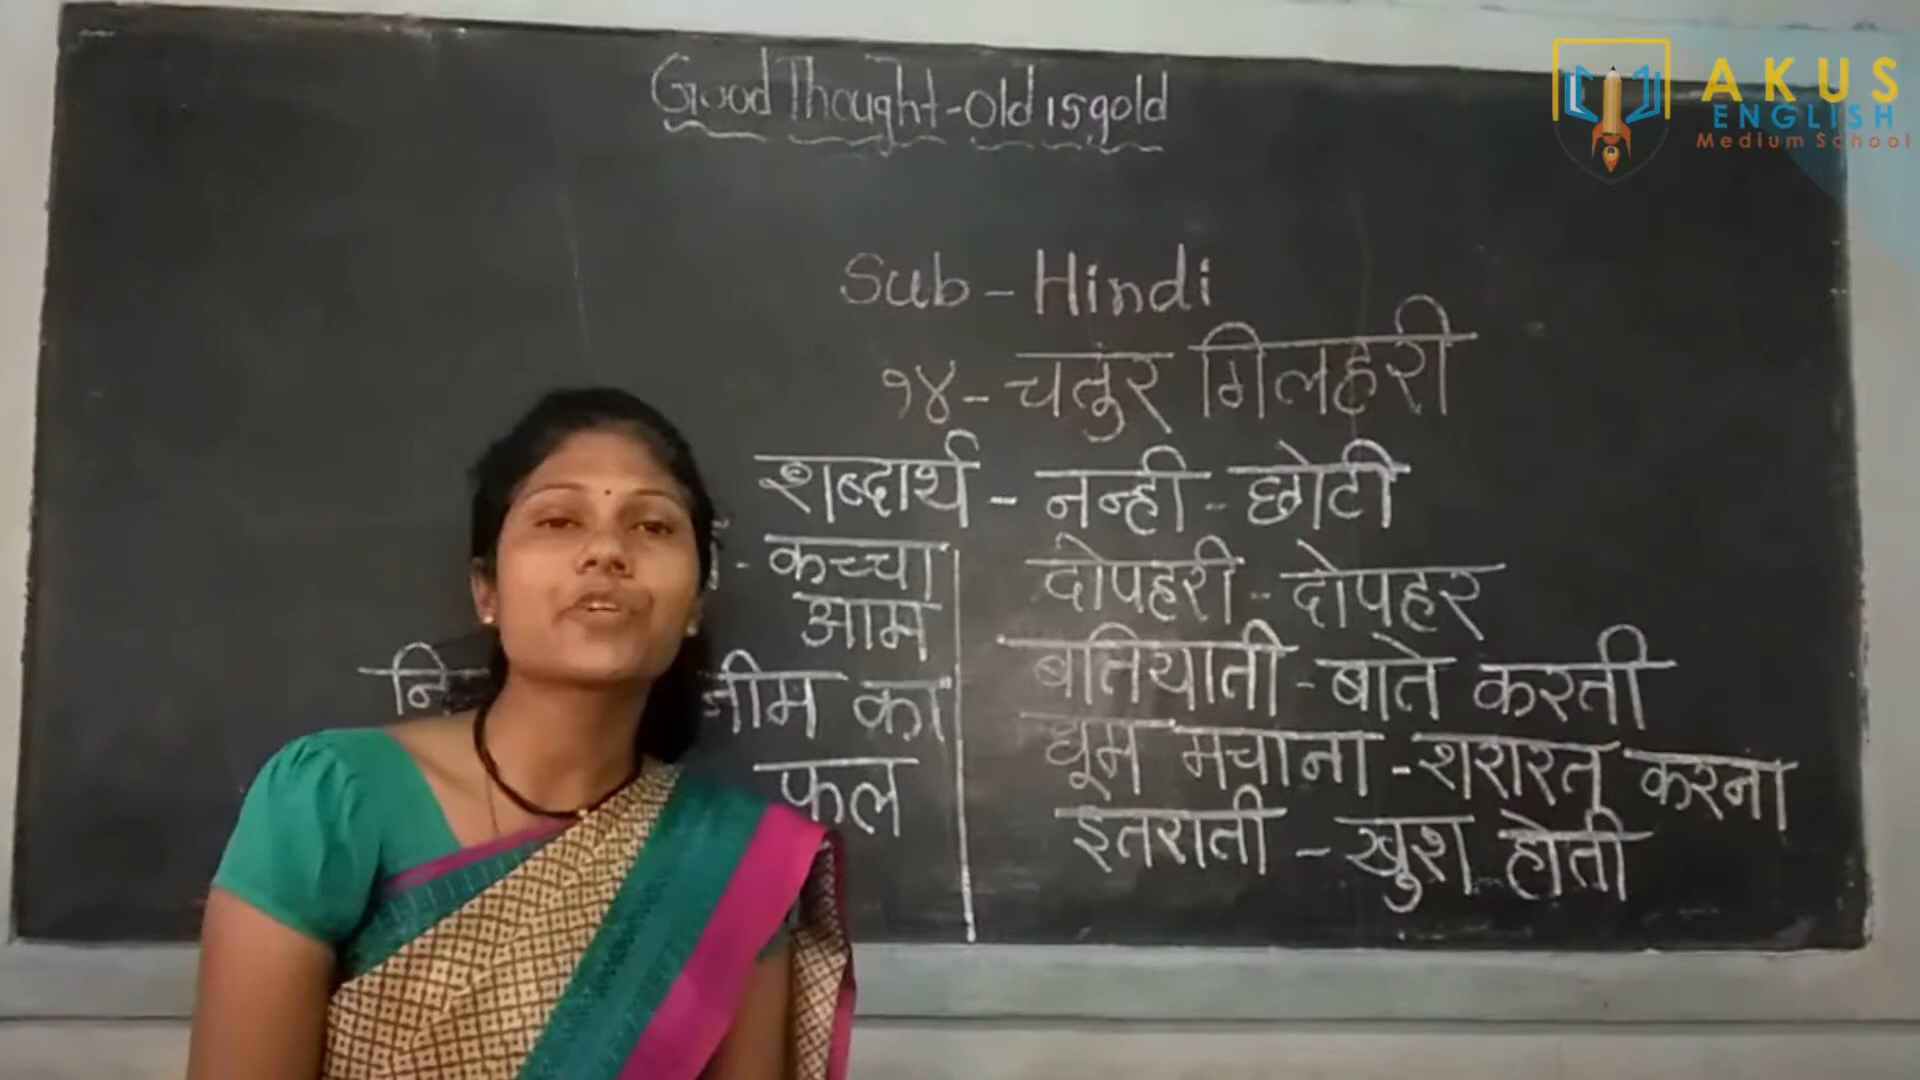 Good Thought - Old is gold
AKUS
ENGLISH
Medium School
Sub - Hindi
१४ - चतुर गिलहरी
शब्दार्थ - नन्ही - छोटी
दोपहरी - दोपहर
बतियाती - बाते करती
धूम मचाना - शरारत् करना
इतराती - खुश होती
- कच्चा
आम
नीम का
फल